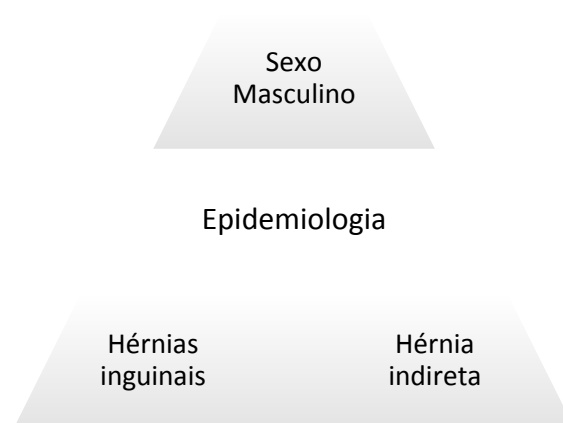 Sexo
Masculino
Epidemiologia
Hérnias
inguinais
Hérnia
indireta